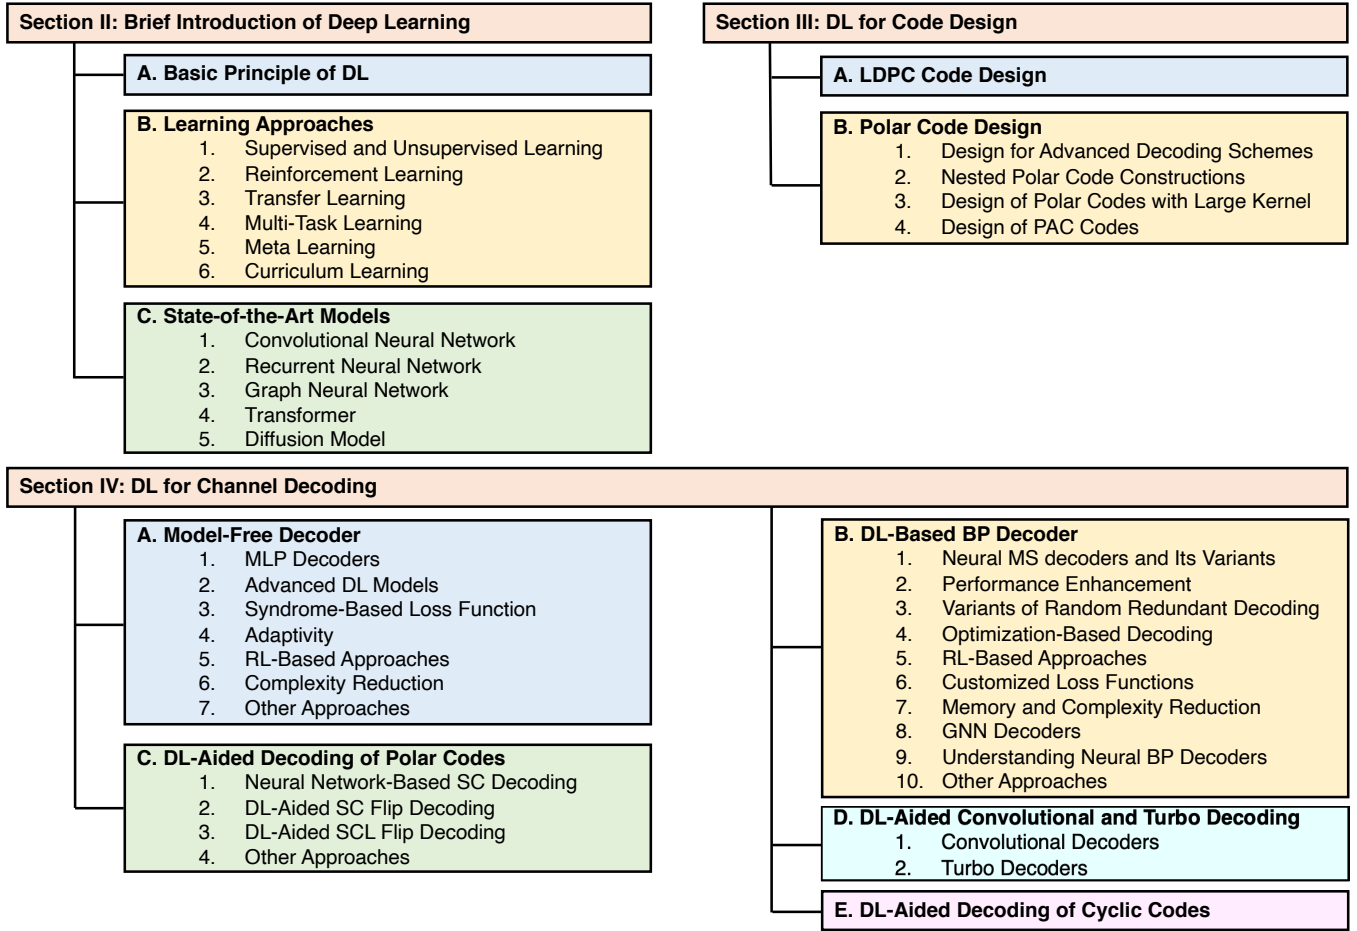 Section II: Brief Introduction of Deep Learning
A. Basic Principle of DL
B. Learning Approaches
1. Supervised and Unsupervised Learning
2. Reinforcement Learning
3. Transfer Learning
4. Multi-Task Learning
5. Meta Learning
6. Curriculum Learning
C. State-of-the-Art Models
1. Convolutional Neural Network
2. Recurrent Neural Network
3. Graph Neural Network
4. Transformer
5. Diffusion Model
Section III: DL for Code Design
A. LDPC Code Design
B. Polar Code Design
1. Design for Advanced Decoding Schemes
2. Nested Polar Code Constructions
3. Design of Polar Codes with Large Kernel
4. Design of PAC Codes
Section IV: DL for Channel Decoding
A. Model-Free Decoder
1. MLP Decoders
2. Advanced DL Models
3. Syndrome-Based Loss Function
4. Adaptivity
5. RL-Based Approaches
6. Complexity Reduction
7. Other Approaches
B. DL-Based BP Decoder
1. Neural MS decoders and Its Variants
2. Performance Enhancement
3. Variants of Random Redundant Decoding
4. Optimization-Based Decoding
5. RL-Based Approaches
6. Customized Loss Functions
7. Memory and Complexity Reduction
8. GNN Decoders
9. Understanding Neural BP Decoders
10. Other Approaches
C. DL-Aided Decoding of Polar Codes
1. Neural Network-Based SC Decoding
2. DL-Aided SC Flip Decoding
3. DL-Aided SCL Flip Decoding
4. Other Approaches
D. DL-Aided Convolutional and Turbo Decoding
1. Convolutional Decoders
2. Turbo Decoders
E. DL-Aided Decoding of Cyclic Codes